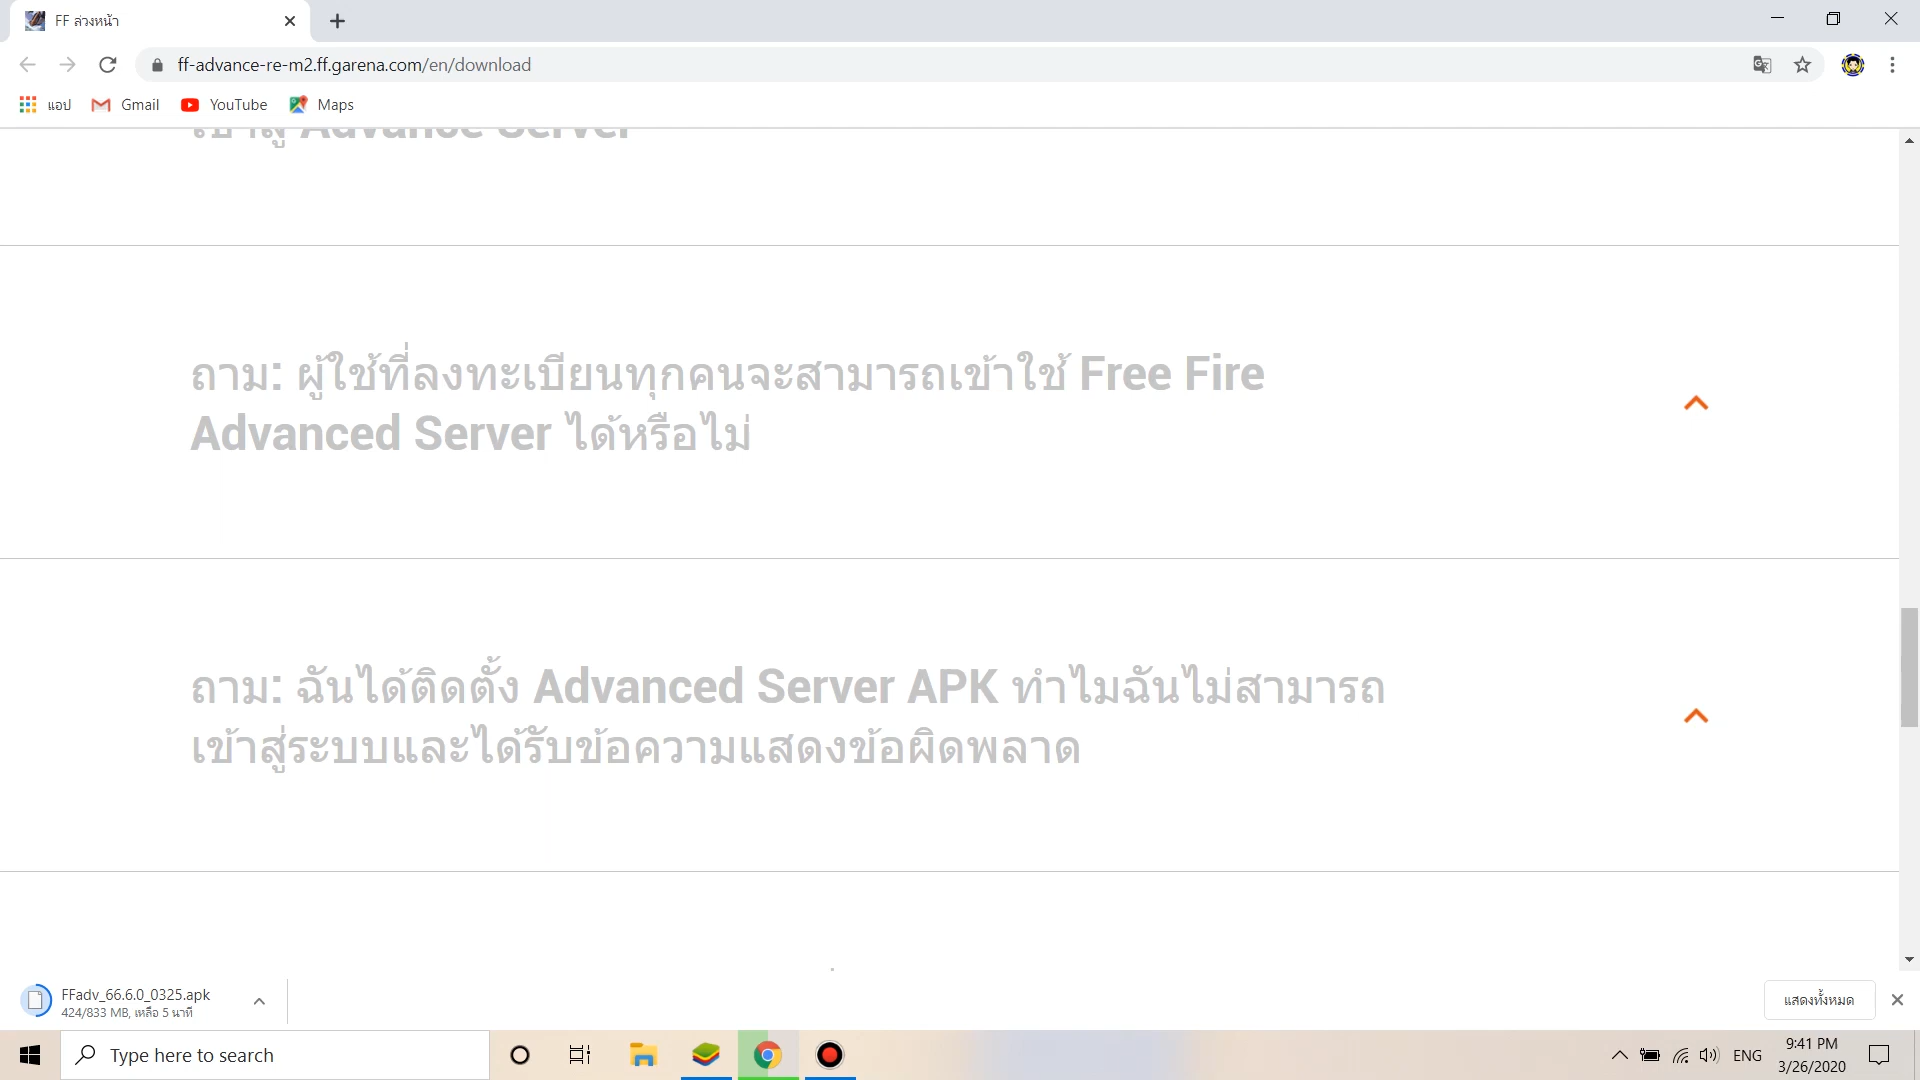 FF ล่วงหน้า
ff-advance-re-m2.ff.garena.com/en/download
แอป Gmail YouTube Maps
เข้าสู่ Advance Server
ถาม: ผู้ใช้ที่ลงทะเบียนทุกคนจะสามารถเข้าใช้ Free Fire
Advanced Server ได้หรือไม่
ถาม: ฉันได้ติดตั้ง Advanced Server APK ทำไมฉันไม่สามารถ
เข้าสู่ระบบและได้รับข้อความแสดงข้อผิดพลาด
FFadv_66.6.0_0325.apk
424/833 MB, เหลือ 5 นาที
แสดงทั้งหมด
Type here to search
ENG
9:41 PM
3/26/2020